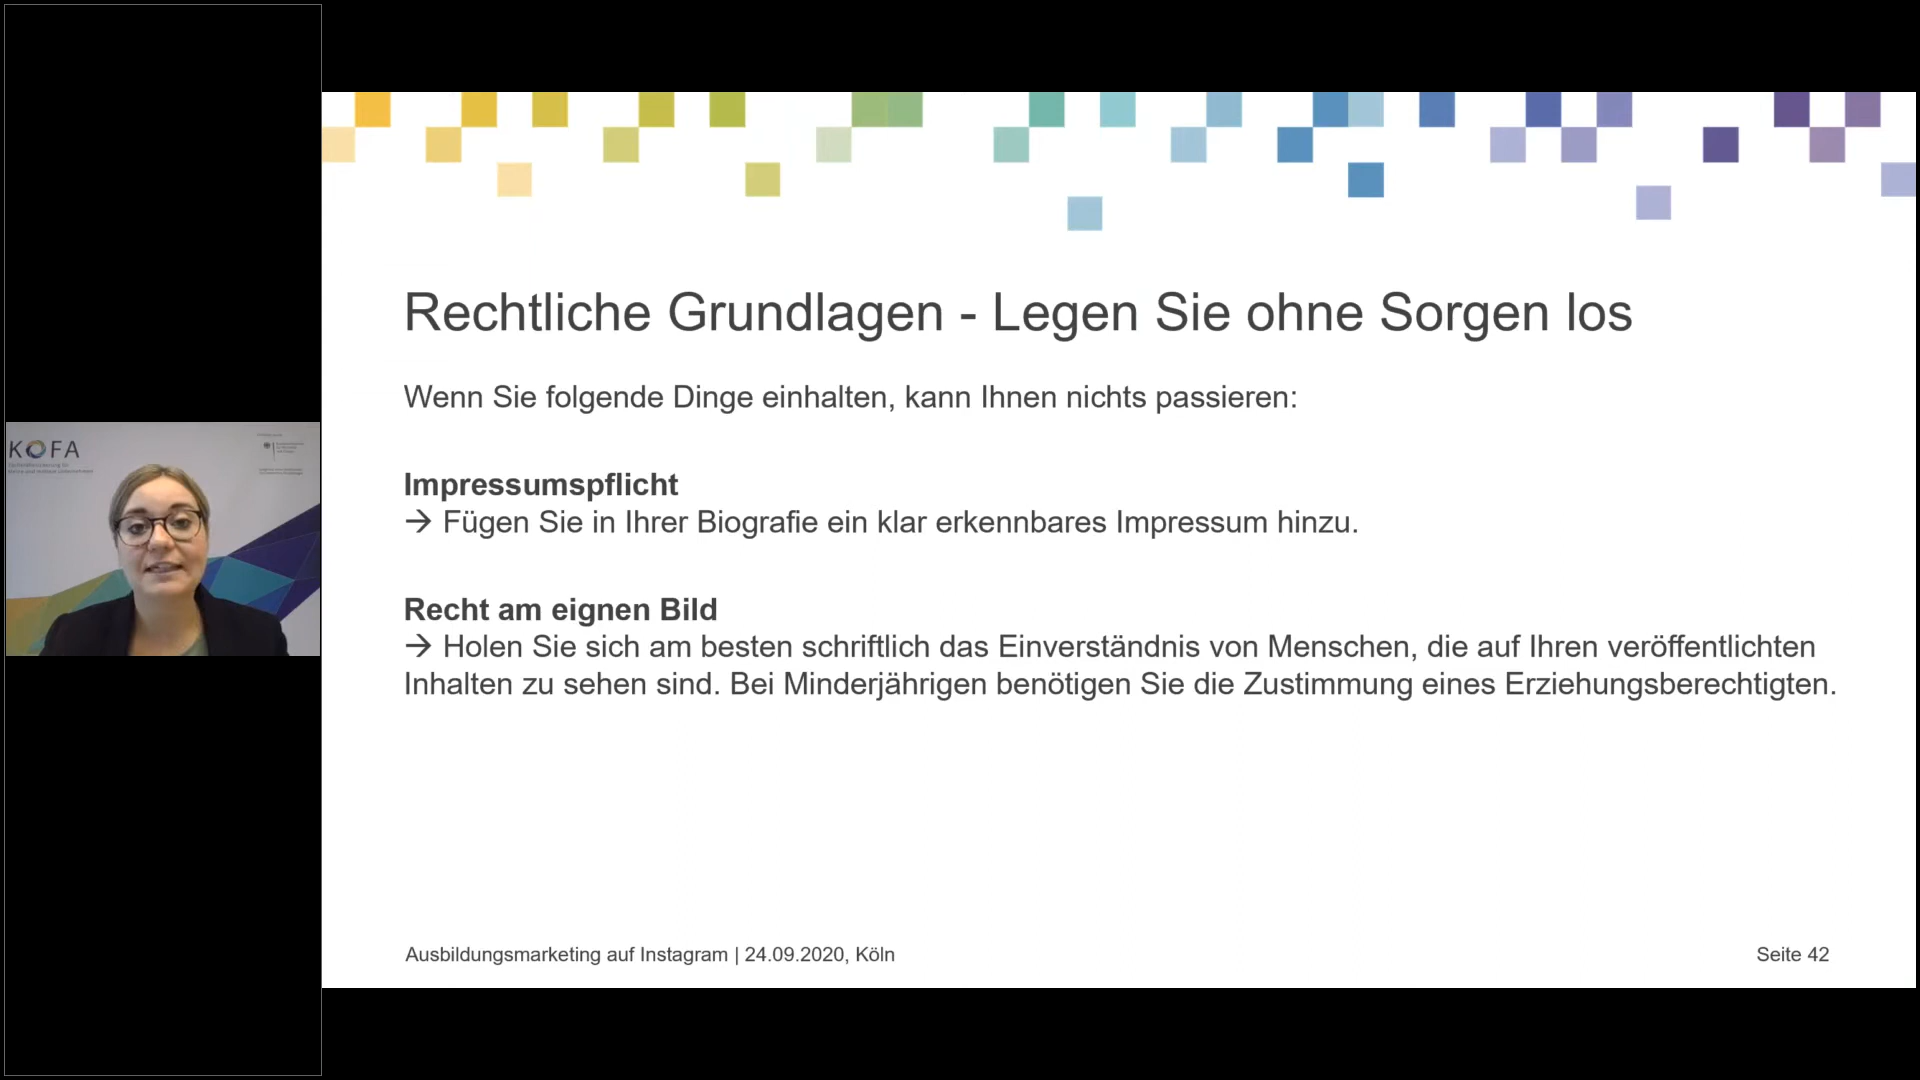 KOFA
Rechtliche Grundlagen - Legen Sie ohne Sorgen los
Wenn Sie folgende Dinge einhalten, kann Ihnen nichts passieren:
Impressumspflicht
→ Fügen Sie in Ihrer Biografie ein klar erkennbares Impressum hinzu.
Recht am eignen Bild
→ Holen Sie sich am besten schriftlich das Einverständnis von Menschen, die auf Ihren veröffentlichten
Inhalten zu sehen sind. Bei Minderjährigen benötigen Sie die Zustimmung eines Erziehungsberechtigten.
Ausbildungsmarketing auf Instagram | 24.09.2020, Köln
Seite 42